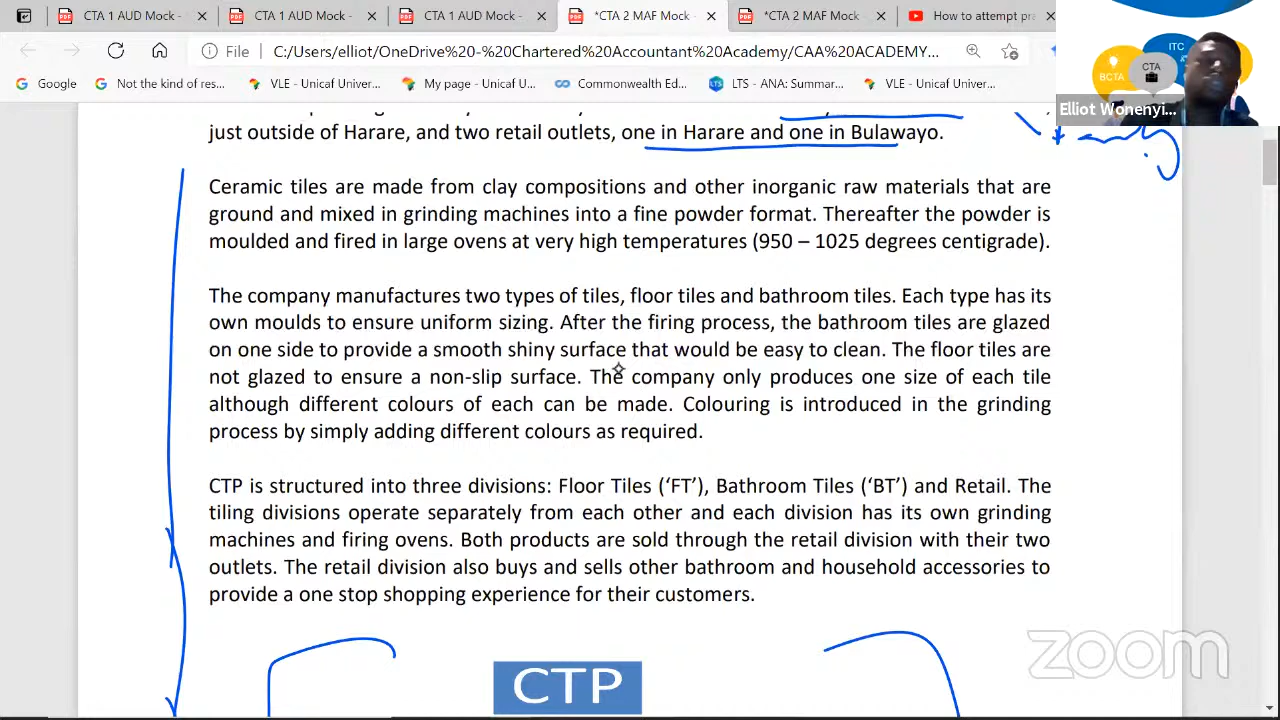 CTA 1 AUD Mock -
CTA 1 AUD Mock -
CTA 1 AUD Mock -
*CTA 2 MAF Mock -
CTA 2 MAF Mock -
How to attempt pra
File C:/Users/elliot/OneDrive%20-%20Chartered%20Accountant%20Academy/CAA%20ACADEMY...
Google
Not the kind of res...
VLE - Unicaf Univer...
My page - Unicaf U...
Commonwealth Ed...
LTS - ANA: Summar...
VLE - Unicaf Univer...
ITC
CTA
BCTA
Elliot Wonenyi...
just outside of Harare, and two retail outlets, one in Harare and one in Bulawayo.
Ceramic tiles are made from clay compositions and other inorganic raw materials that are
ground and mixed in grinding machines into a fine powder format. Thereafter the powder is
moulded and fired in large ovens at very high temperatures (950 – 1025 degrees centigrade).
The company manufactures two types of tiles, floor tiles and bathroom tiles. Each type has its
own moulds to ensure uniform sizing. After the firing process, the bathroom tiles are glazed
on one side to provide a smooth shiny surface that would be easy to clean. The floor tiles are
not glazed to ensure a non-slip surface. The company only produces one size of each tile
although different colours of each can be made. Colouring is introduced in the grinding
process by simply adding different colours as required.
CTP is structured into three divisions: Floor Tiles (‘FT’), Bathroom Tiles (‘BT’) and Retail. The
tiling divisions operate separately from each other and each division has its own grinding
machines and firing ovens. Both products are sold through the retail division with their two
outlets. The retail division also buys and sells other bathroom and household accessories to
provide a one stop shopping experience for their customers.
CTP
zoom